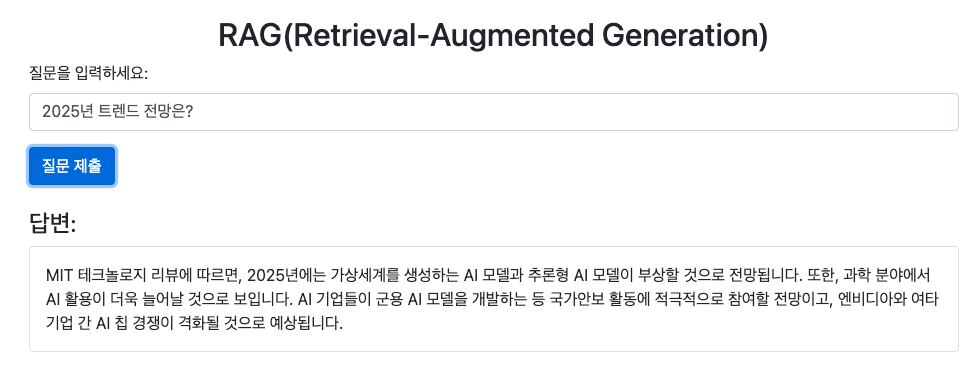 RAG(Retrieval-Augmented Generation)
질문을 입력하세요:
2025년 트렌드 전망은?
질문 제출
답변:
MIT 테크놀로지 리뷰에 따르면, 2025년에는 가상세계를 생성하는 AI 모델과 추론형 AI 모델이 부상할 것으로 전망됩니다. 또한, 과학 분야에서
AI 활용이 더욱 늘어날 것으로 보입니다. AI 기업들이 군용 AI 모델을 개발하는 등 국가안보 활동에 적극적으로 참여할 전망이고, 엔비디아와 여타
기업 간 AI 칩 경쟁이 격화될 것으로 예상됩니다.